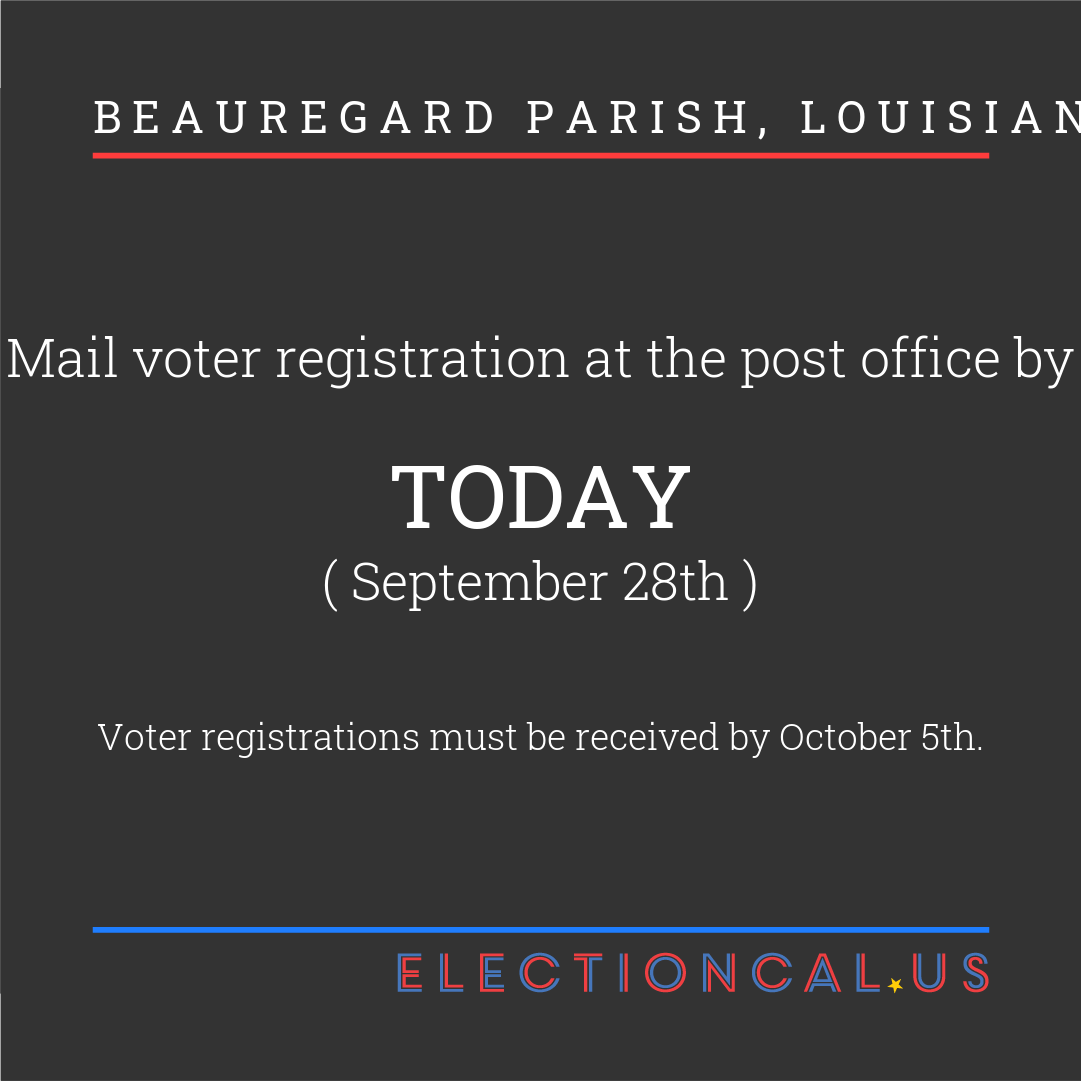 BEAUREGARD PARISH, LOUISIAN
Mail voter registration at the post office by
TODAY
( September 28th )
Voter registrations must be received by October 5th.
ELECTIONCAL.US